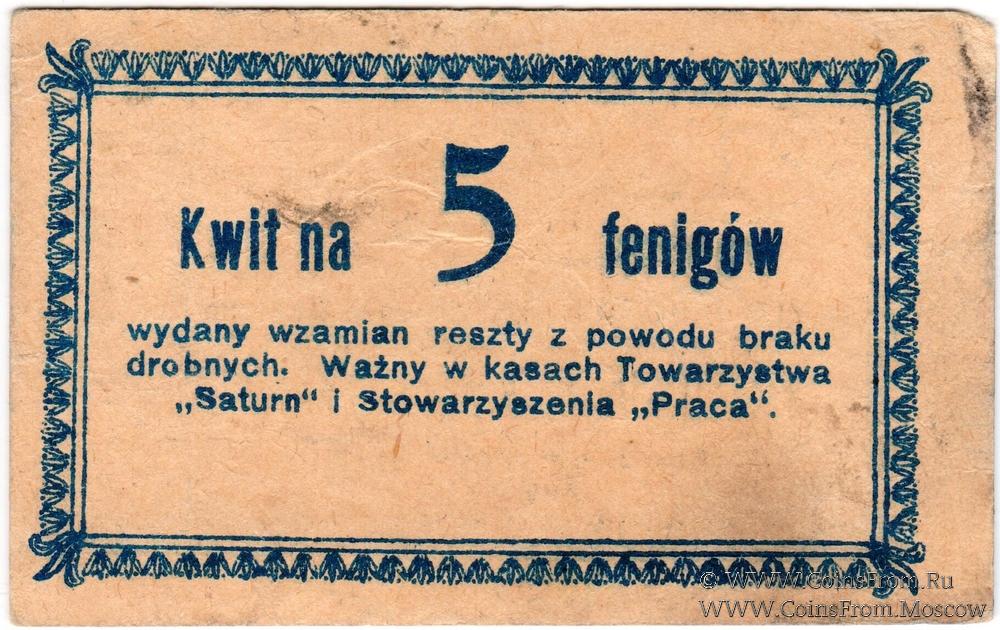 Kwit na 5 fenigów
wydany wzamian reszty z powodu braku
drobnych. Ważny w kasach Towarzystwa
„Saturn“ i Stowarzyszenia „Praca“.
© WWW.CoinsFrom.Ru
WWW.CoinsFrom.Moscow